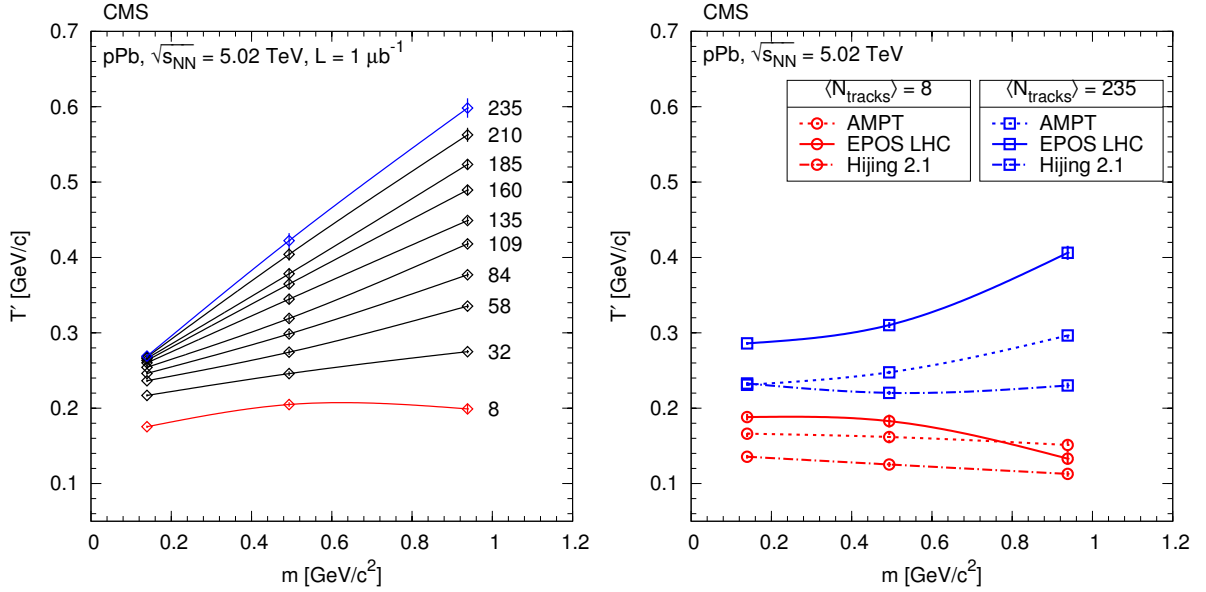 CMS
pPb, √sNN = 5.02 TeV, L = 1 μb⁻¹
235
210
185
160
135
109
84
58
32
8
0.7
0.6
0.5
0.4
0.3
0.2
0.1
T′ [GeV/c]
0 0.2 0.4 0.6 0.8 1 1.2
m [GeV/c²]
CMS
pPb, √sNN = 5.02 TeV
⟨Ntracks⟩ = 8 ⟨Ntracks⟩ = 235
AMPT AMPT
EPOS LHC EPOS LHC
Hijing 2.1 Hijing 2.1
0.7
0.6
0.5
0.4
0.3
0.2
0.1
T′ [GeV/c]
0 0.2 0.4 0.6 0.8 1 1.2
m [GeV/c²]